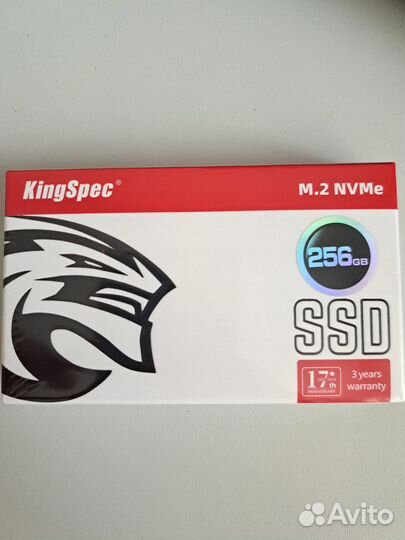 KingSpec®
M.2 NVMe
256GB
SSD
17th
ANNIVERSARY
3 years
warranty
Avito